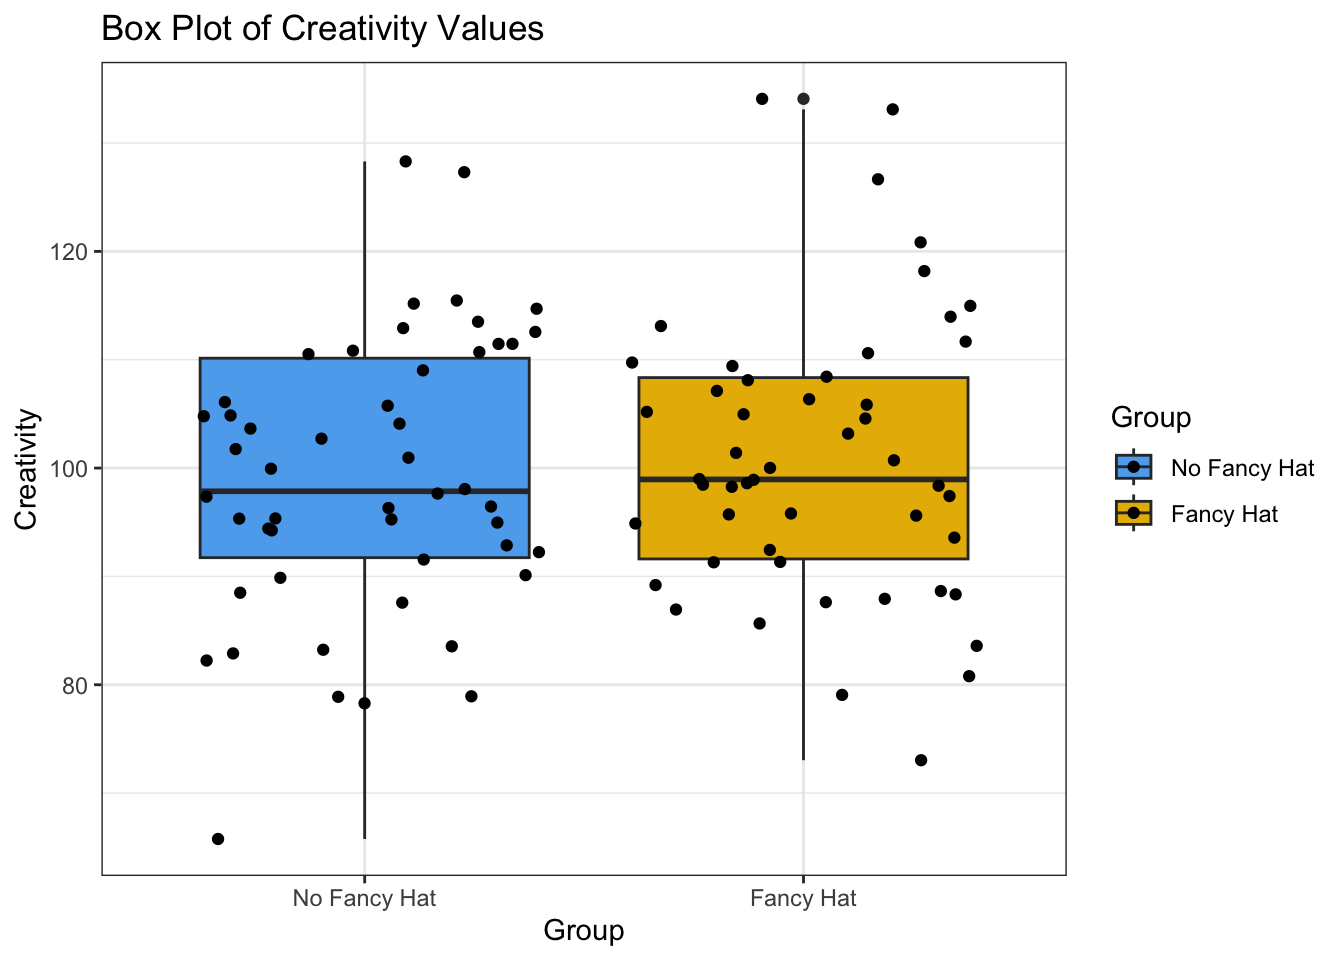 Box Plot of Creativity Values
Creativity
120
100
80
No Fancy Hat
Fancy Hat
Group
Group
No Fancy Hat
Fancy Hat